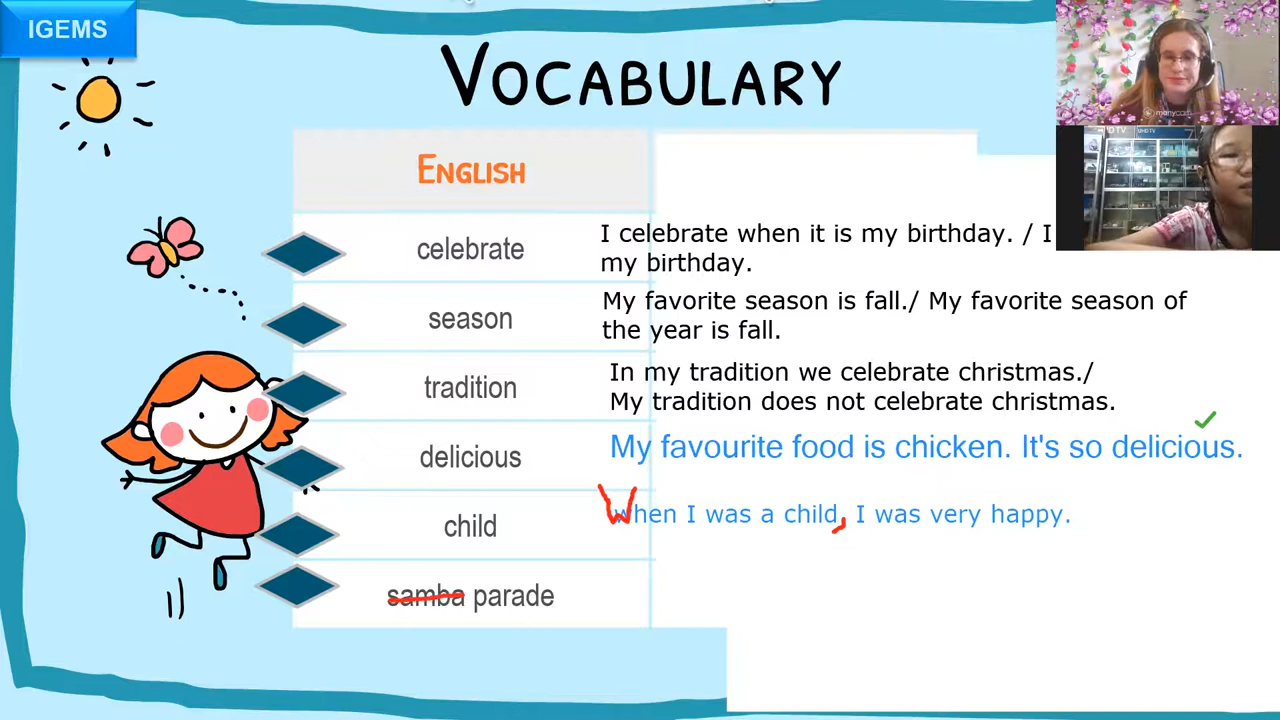 IGEMS
VOCABULARY
ENGLISH
celebrate
I celebrate when it is my birthday. / I
my birthday.
season
My favorite season is fall./ My favorite season of
the year is fall.
tradition
In my tradition we celebrate christmas./
My tradition does not celebrate christmas.
delicious
My favourite food is chicken. It's so delicious.
child
When I was a child, I was very happy.
samba parade
manycam
UHDTV